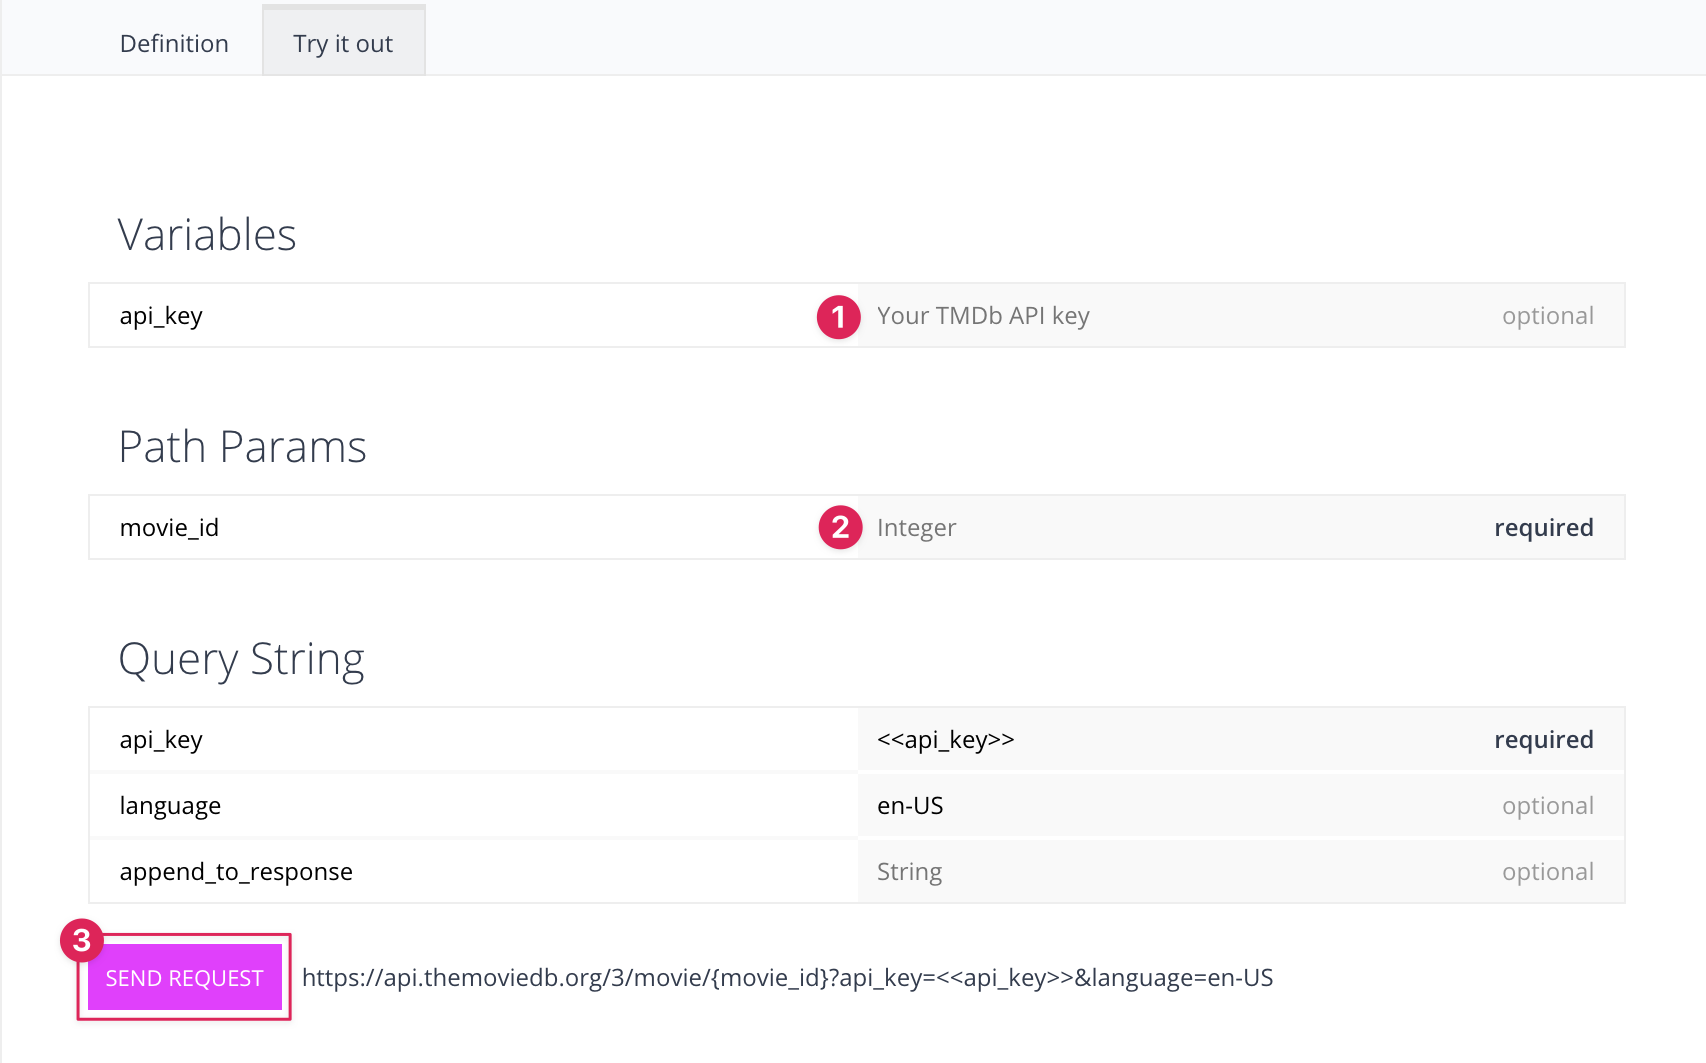 Definition Try it out
Variables
api_key 1 Your TMDb API key optional
Path Params
movie_id 2 Integer required
Query String
api_key <<api_key>> required
language en-US optional
append_to_response String optional
3
SEND REQUEST https://api.themoviedb.org/3/movie/{movie_id}?api_key=<<api_key>>&language=en-US